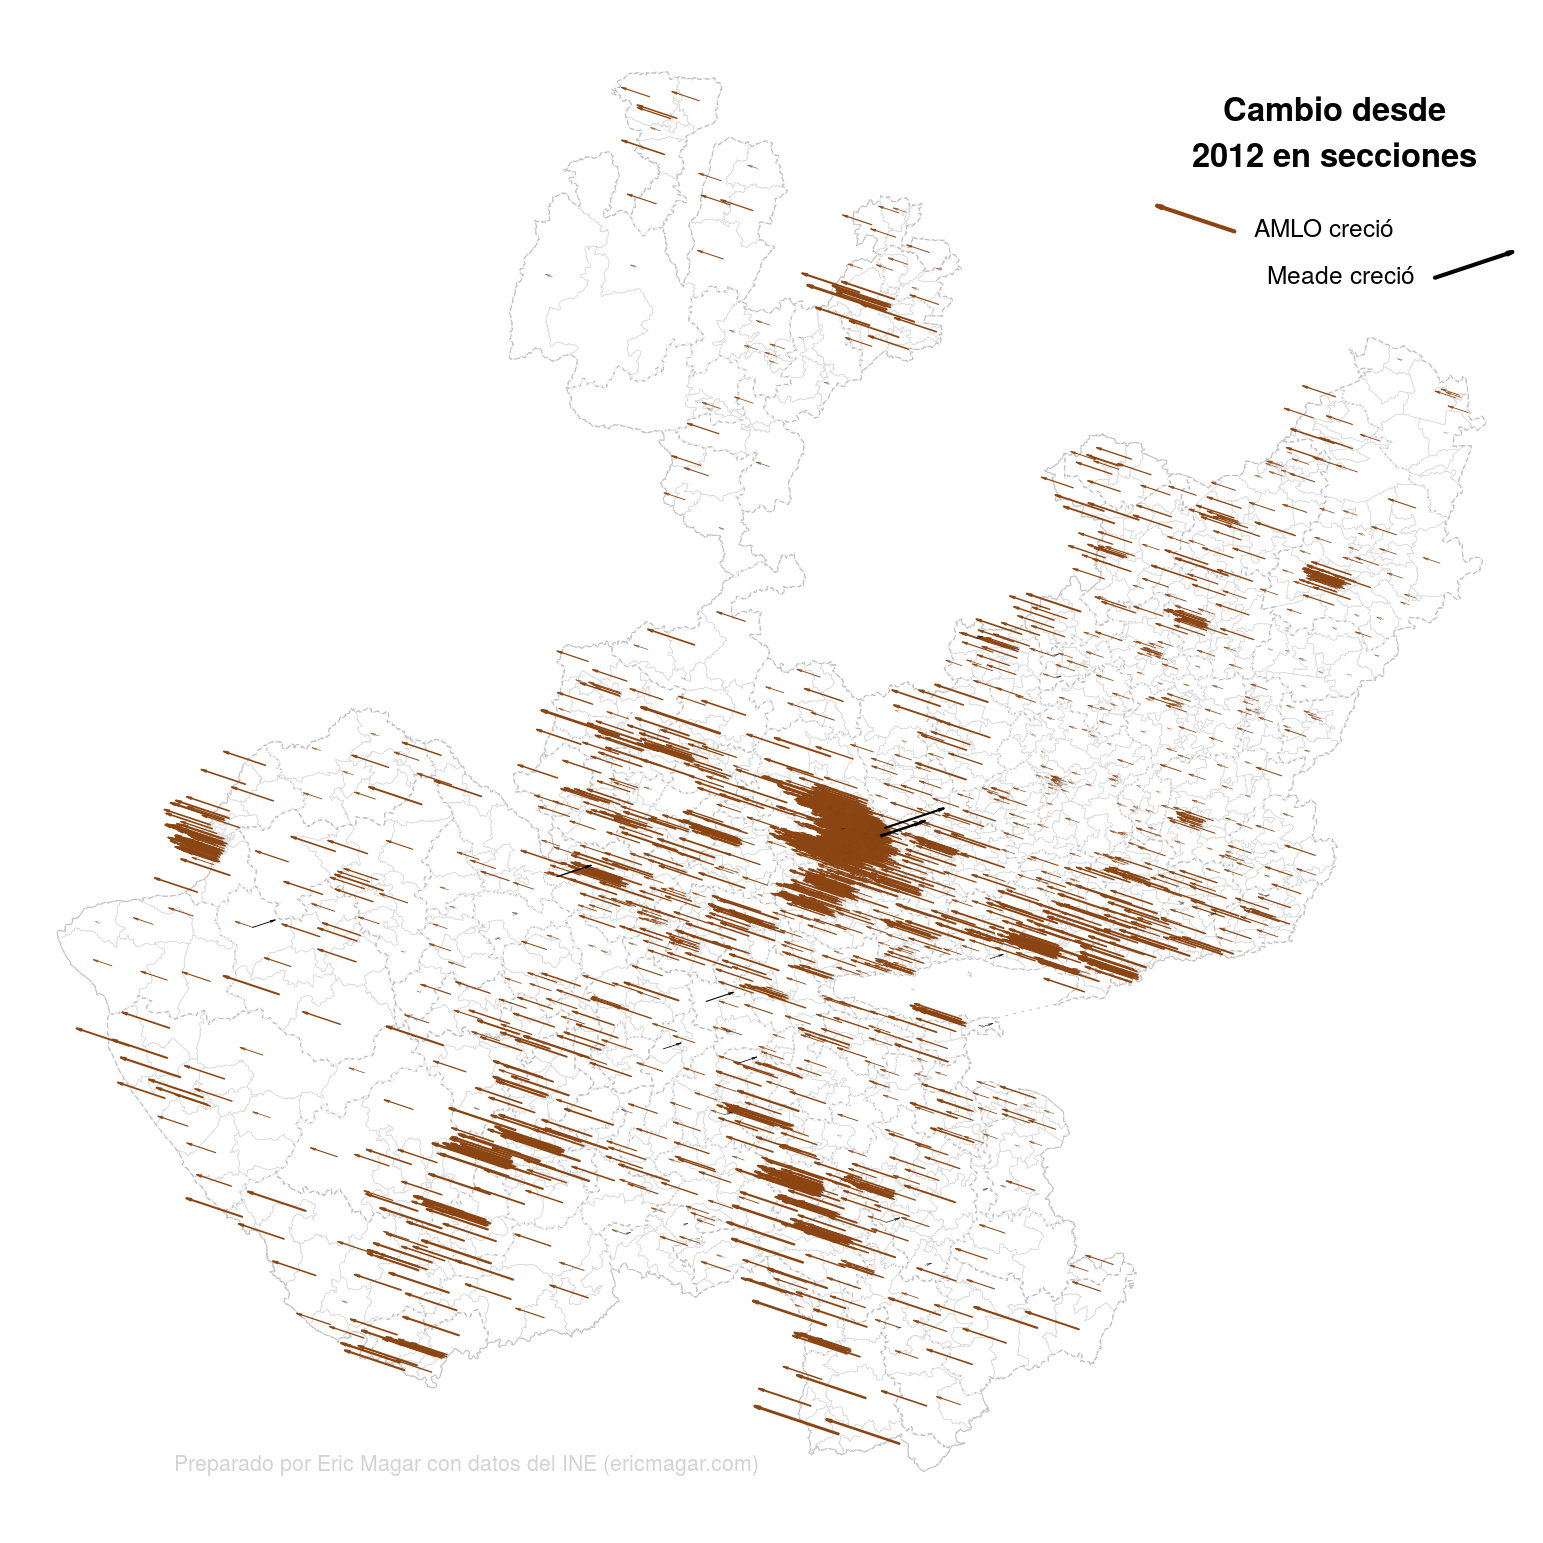 Cambio desde
2012 en secciones
AMLO creció
Meade creció
Preparado por Eric Magar con datos del INE (ericmagar.com)